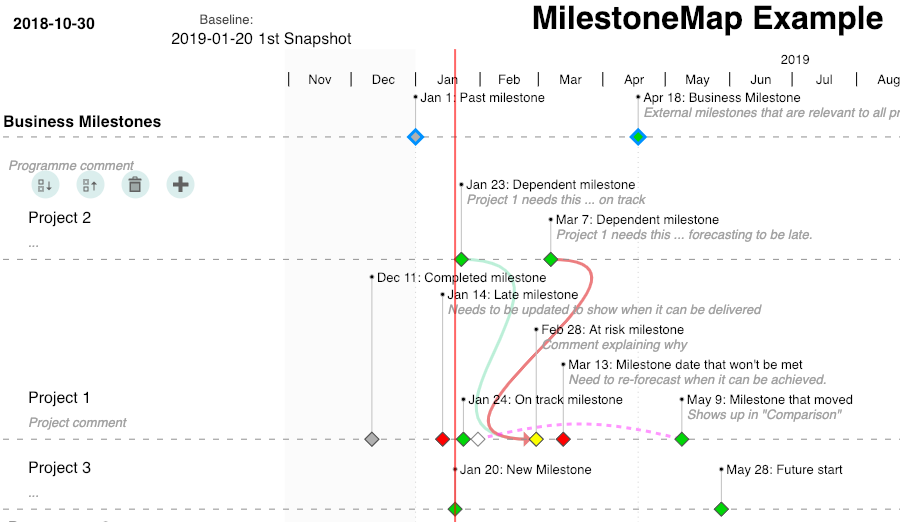 MilestoneMap Example
2018-10-30
Baseline:
2019-01-20 1st Snapshot
2019
Nov Dec Jan Feb Mar Apr May Jun Jul Aug
Jan 1: Past milestone
Apr 18: Business Milestone
External milestones that are relevant to all pr
Business Milestones
Programme comment
Jan 23: Dependent milestone
Project 1 needs this ... on track
Project 2
Mar 7: Dependent milestone
Project 1 needs this ... forecasting to be late.
...
Dec 11: Completed milestone
Jan 14: Late milestone
Needs to be updated to show when it can be delivered
Feb 28: At risk milestone
Comment explaining why
Mar 13: Milestone date that won't be met
Need to re-forecast when it can be achieved.
Project 1
Jan 24: On track milestone
May 9: Milestone that moved
Shows up in "Comparison"
Project comment
Project 3
Jan 20: New Milestone
May 28: Future start
...